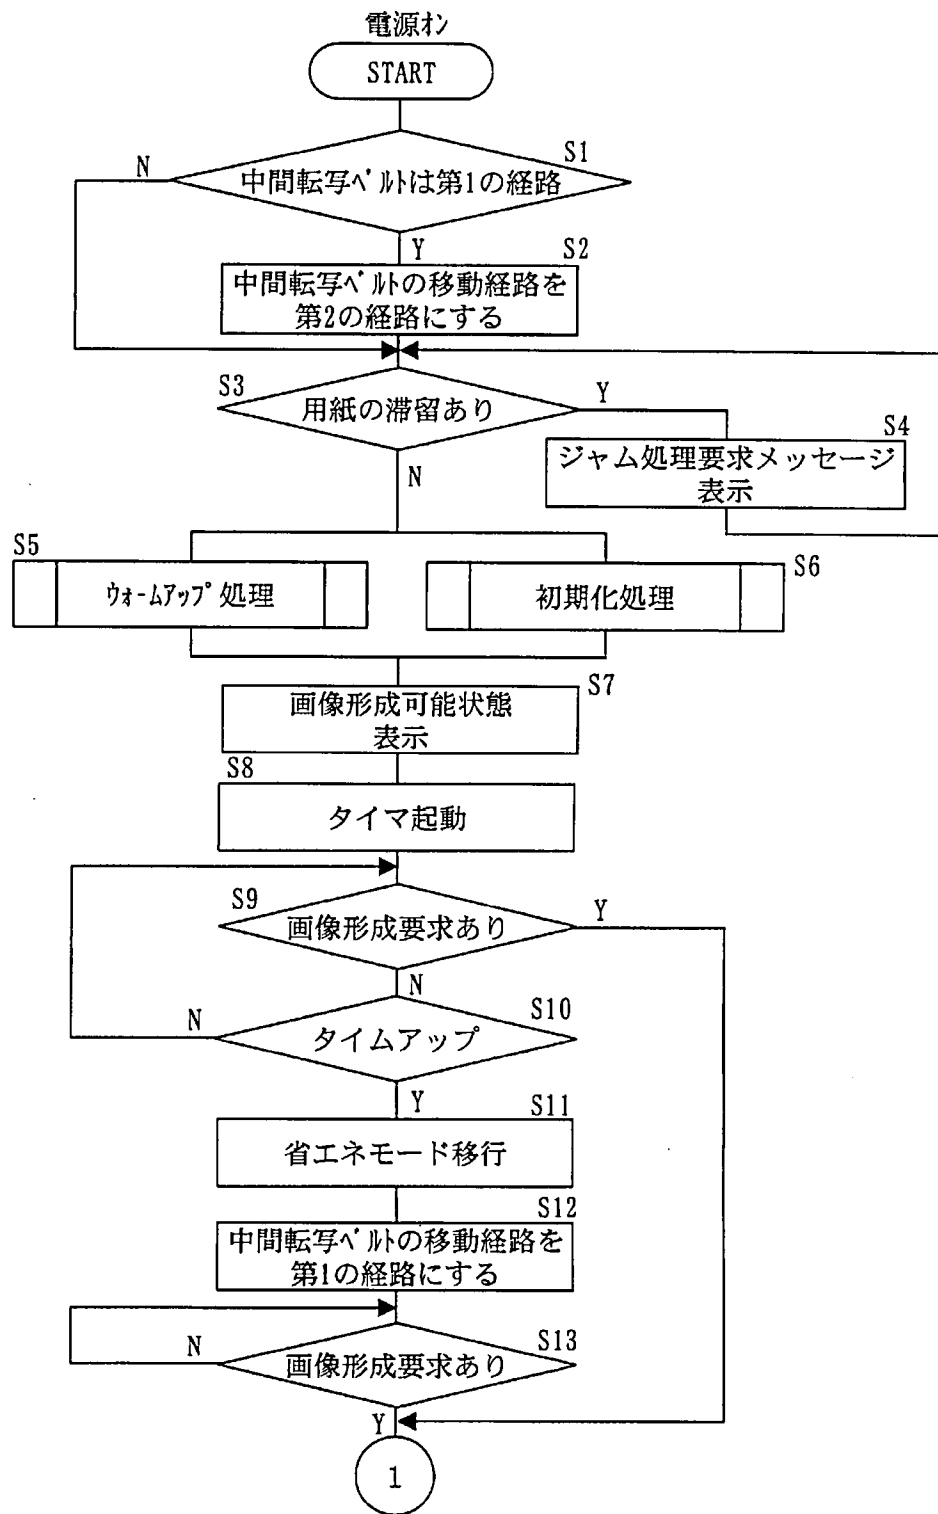 電源オン
START
N
S1
中間転写ベルトは第1の経路
Y
S2
中間転写ベルトの移動経路を
第2の経路にする
S3
用紙の滞留あり
Y
S4
ジャム処理要求メッセージ
表示
N
S5
ウォームアップ処理
S6
初期化処理
S7
画像形成可能状態
表示
S8
タイマ起動
S9
画像形成要求あり
Y
N
S10
タイムアップ
N
Y
S11
省エネモード移行
S12
中間転写ベルトの移動経路を
第1の経路にする
S13
画像形成要求あり
N
Y
1